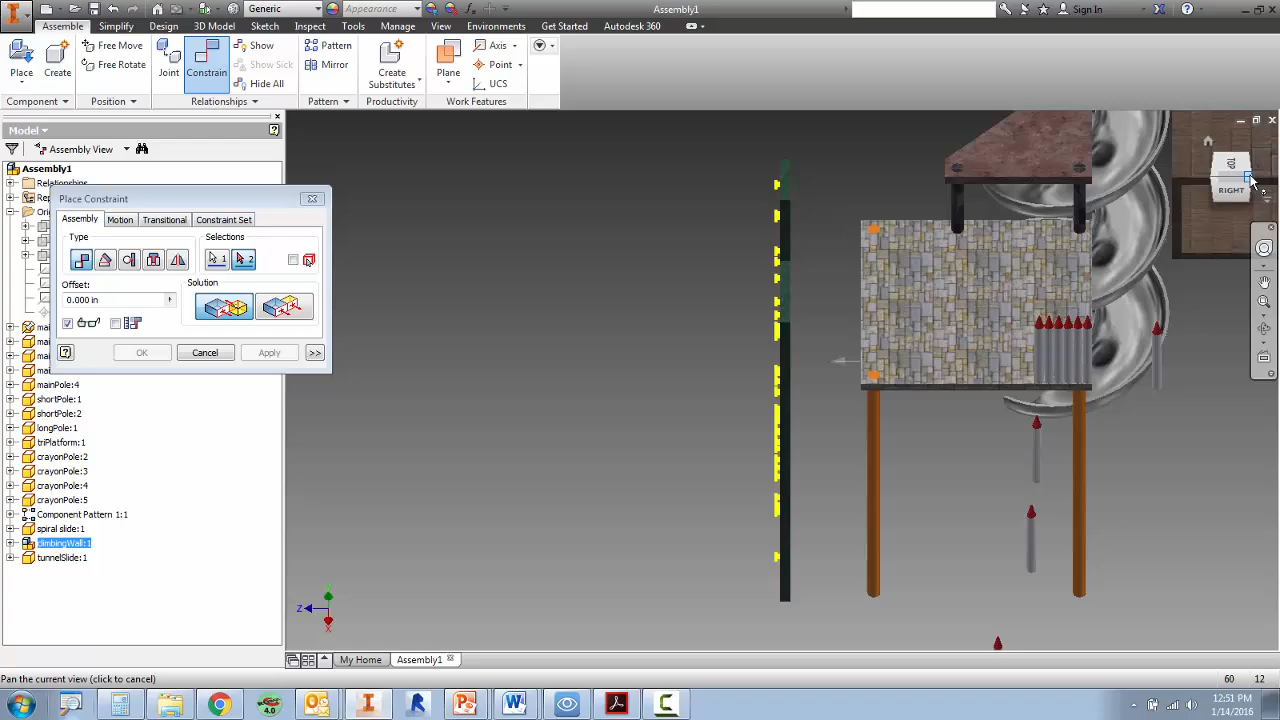 Generic
Appearance
Assembly1
Sign In
Assemble Simplify Design 3D Model Sketch Inspect Tools Manage View Environments Get Started Autodesk 360
Place
Create
Free Move
Free Rotate
Joint
Constrain
Show
Show Sick
Hide All
Pattern
Mirror
Create
Substitutes
Plane
Axis
Point
UCS
Component Position Relationships Pattern Productivity Work Features
Model
Assembly View
Assembly1
Relationships
mainPole:4
shortPole:1
shortPole:2
longPole:1
triPlatform:1
crayonPole:2
crayonPole:3
crayonPole:4
crayonPole:5
Component Pattern 1:1
spiral slide:1
climbingWall:1
tunnelSlide:1
Place Constraint
Assembly Motion Transitional Constraint Set
Type
Selections
1
2
Offset:
Solution
0.000 in
OK Cancel Apply >>
RIGHT
Z
X
My Home Assembly1
Pan the current view (click to cancel)
60 12
4.0
12:51 PM
1/14/2016